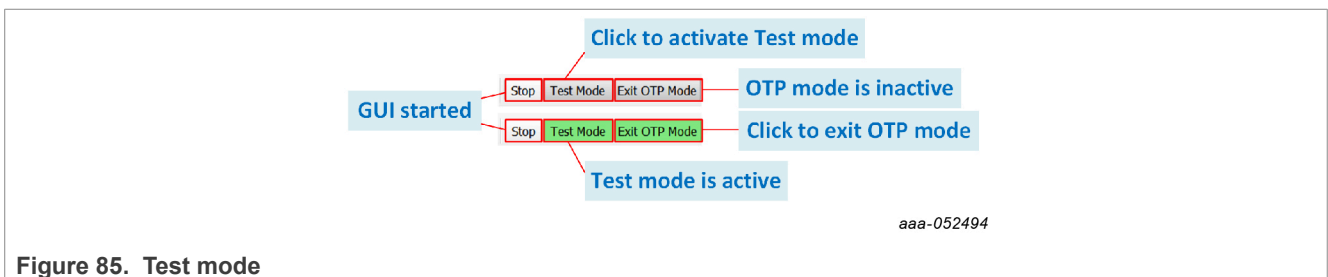 Click to activate Test mode
Stop Test Mode Exit OTP Mode
OTP mode is inactive
GUI started
Stop Test Mode Exit OTP Mode
Click to exit OTP mode
Test mode is active
aaa-052494
Figure 85. Test mode